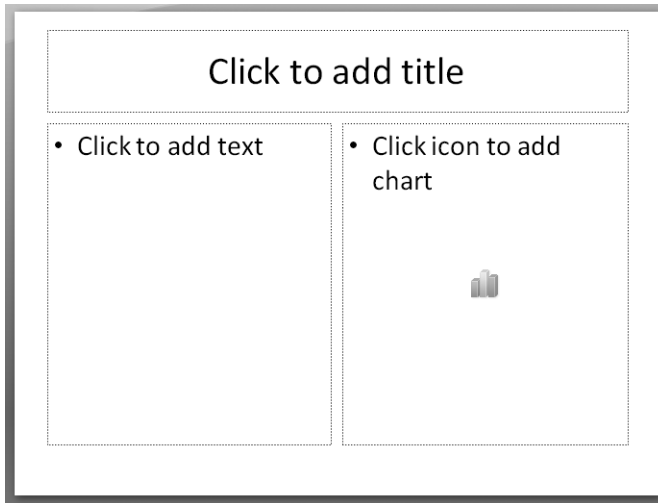 Click to add title
• Click to add text
• Click icon to add
chart